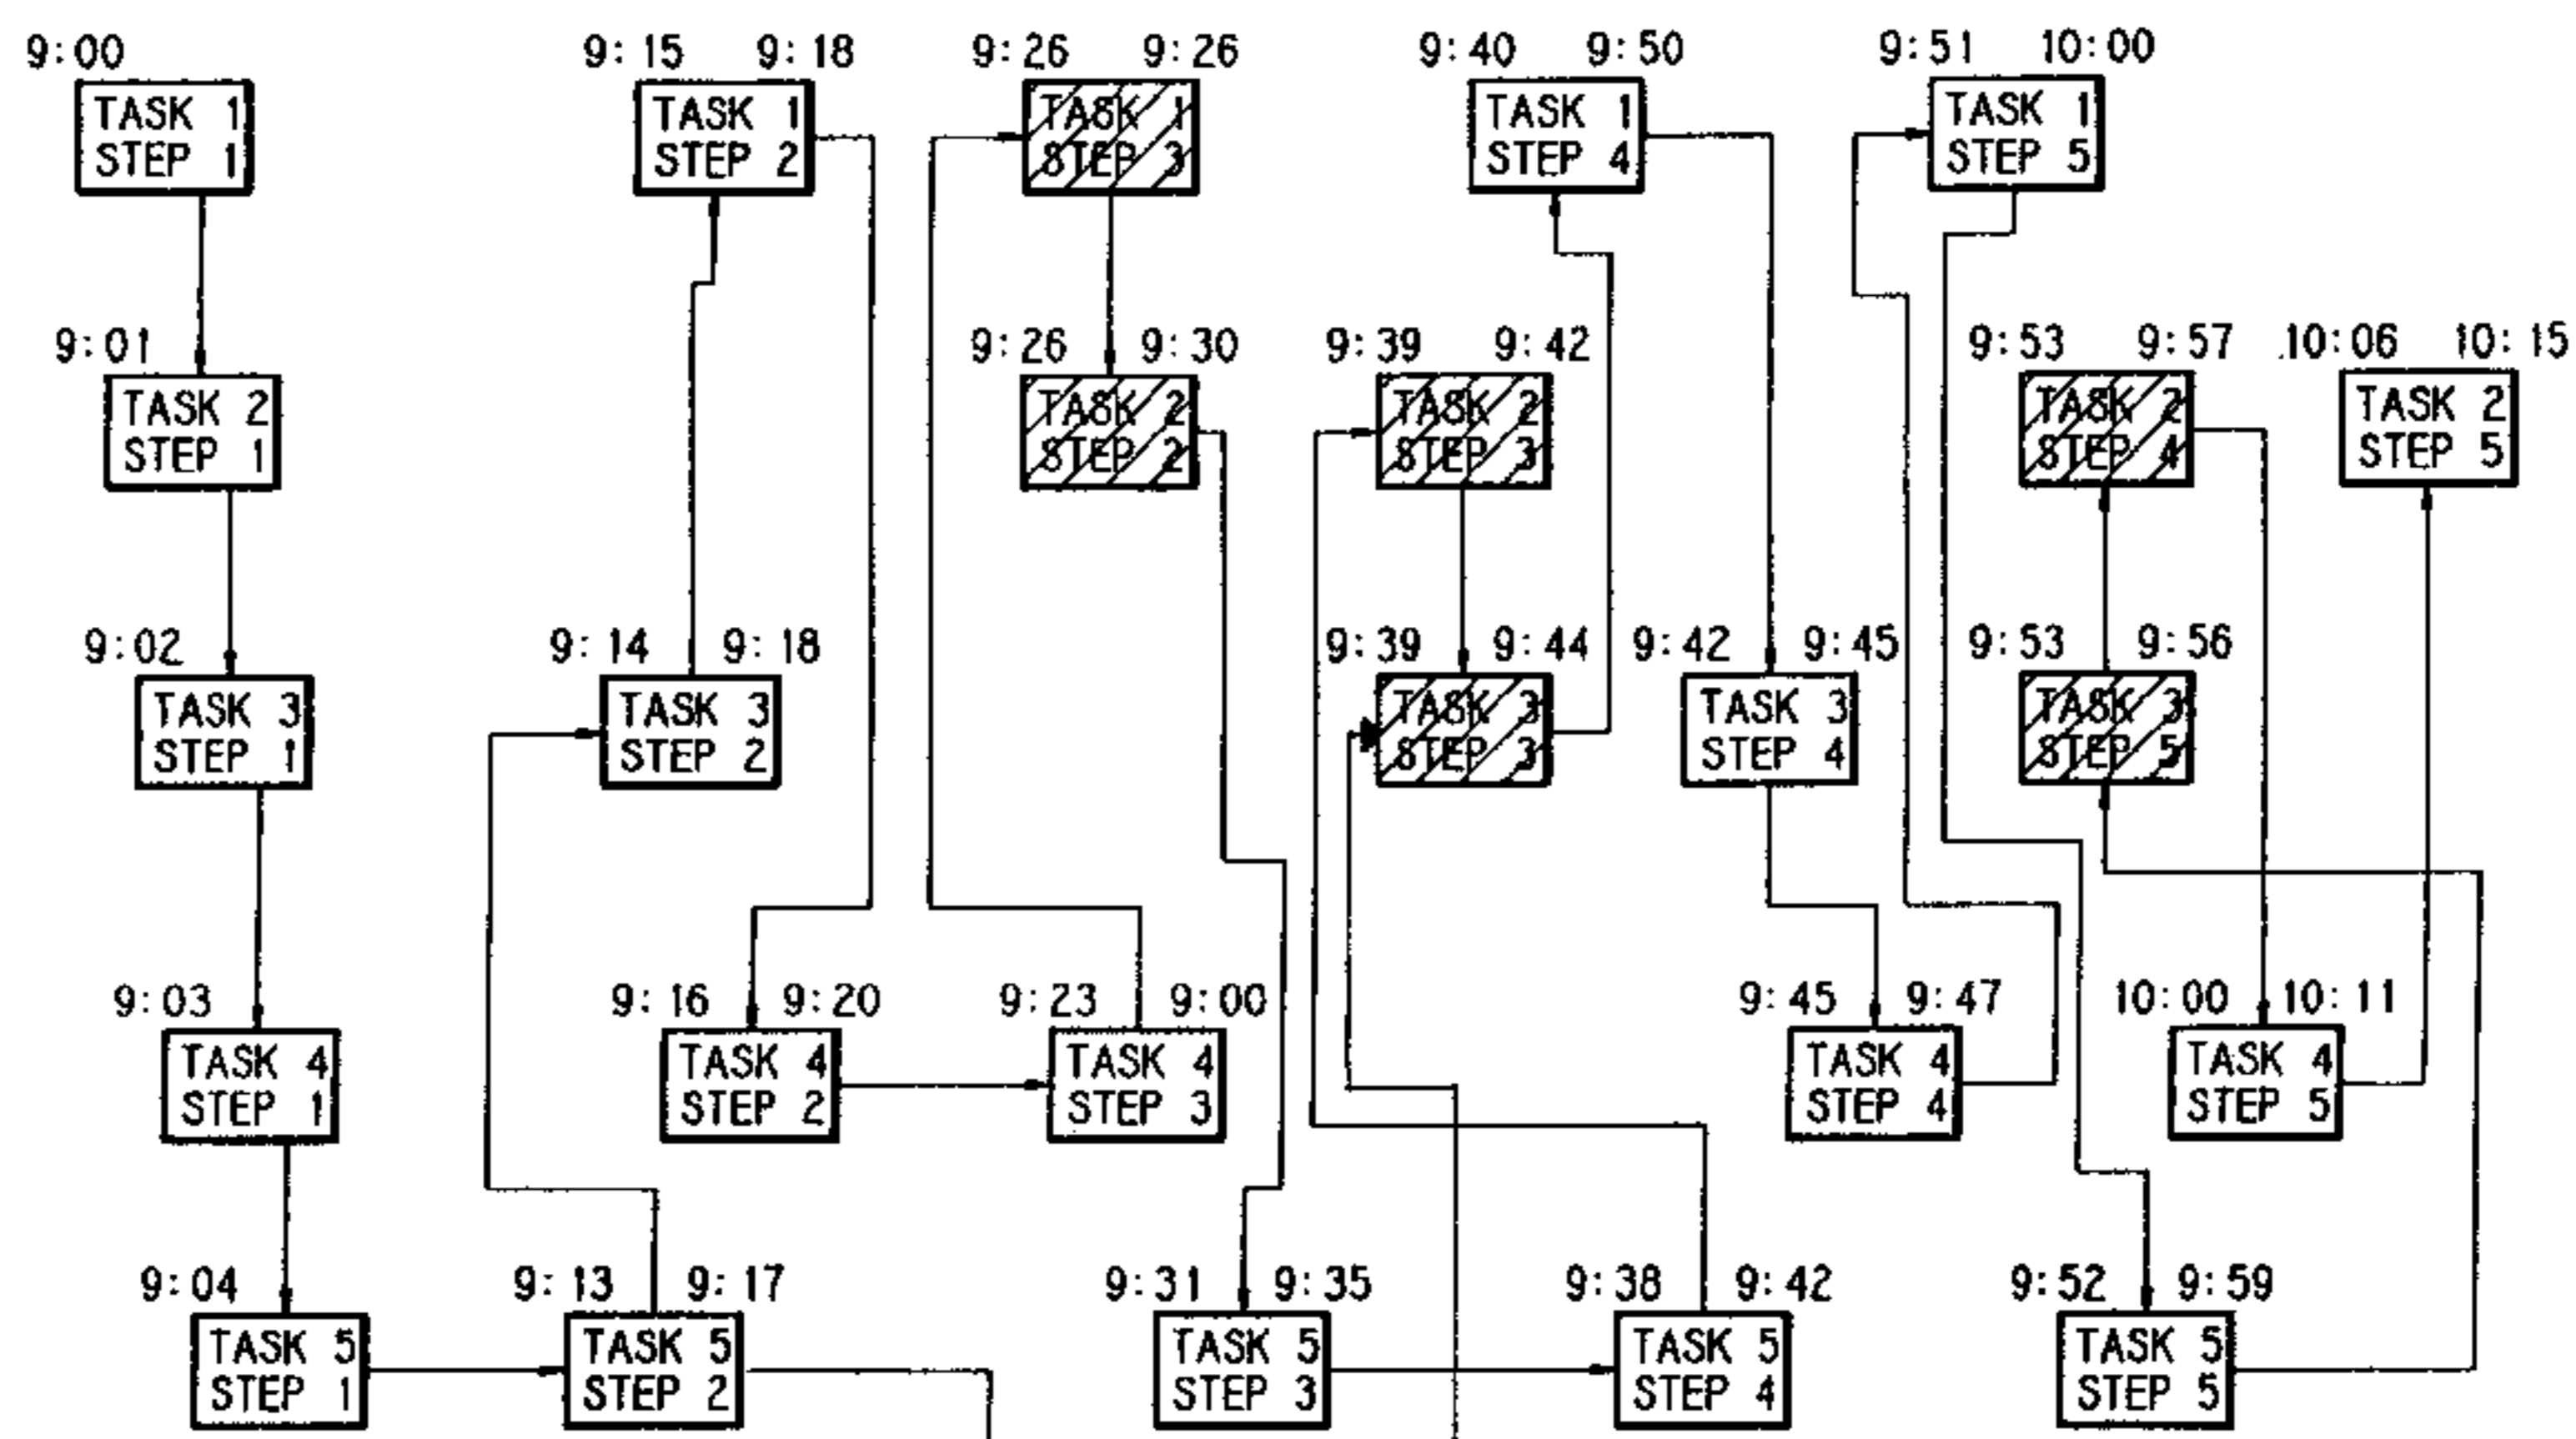 9:00
TASK 1
STEP 1
9:15 9:18
TASK 1
STEP 2
9:26 9:26
TASK 1
STEP 3
9:40 9:50
TASK 1
STEP 4
9:51 10:00
TASK 1
STEP 5
9:01
TASK 2
STEP 1
9:26 9:30
TASK 2
STEP 2
9:39 9:42
TASK 2
STEP 3
9:53 9:57
TASK 2
STEP 4
10:06 10:15
TASK 2
STEP 5
9:02
TASK 3
STEP 1
9:14 9:18
TASK 3
STEP 2
9:39 9:44
TASK 3
STEP 3
9:42 9:45
TASK 3
STEP 4
9:53 9:56
TASK 3
STEP 5
9:03
TASK 4
STEP 1
9:16 9:20
TASK 4
STEP 2
9:23 9:00
TASK 4
STEP 3
9:45 9:47
TASK 4
STEP 4
10:00 10:11
TASK 4
STEP 5
9:04
TASK 5
STEP 1
9:13 9:17
TASK 5
STEP 2
9:31 9:35
TASK 5
STEP 3
9:38 9:42
TASK 5
STEP 4
9:52 9:59
TASK 5
STEP 5